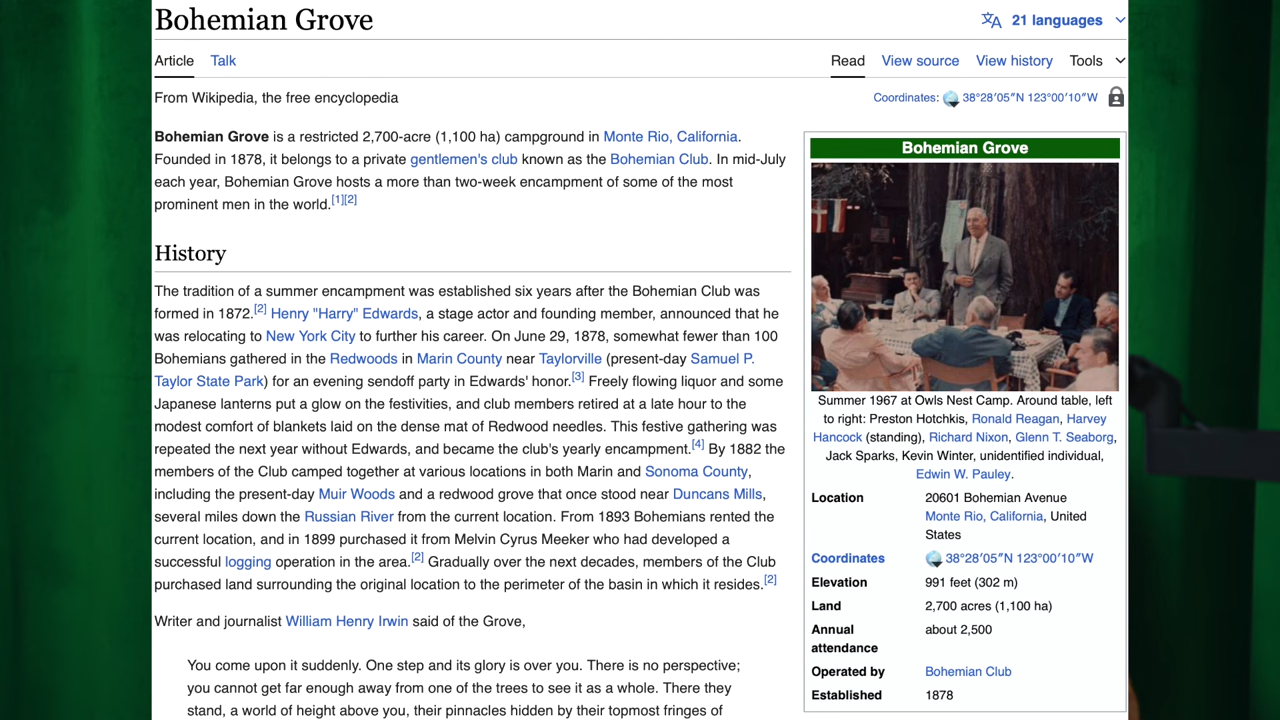 Bohemian Grove
21 languages
Article Talk
Read View source View history Tools
From Wikipedia, the free encyclopedia
Coordinates: 38°28′05″N 123°00′10″W
Bohemian Grove is a restricted 2,700-acre (1,100 ha) campground in Monte Rio, California.
Founded in 1878, it belongs to a private gentlemen's club known as the Bohemian Club. In mid-July
each year, Bohemian Grove hosts a more than two-week encampment of some of the most
prominent men in the world.[1][2]
History
The tradition of a summer encampment was established six years after the Bohemian Club was
formed in 1872.[2] Henry "Harry" Edwards, a stage actor and founding member, announced that he
was relocating to New York City to further his career. On June 29, 1878, somewhat fewer than 100
Bohemians gathered in the Redwoods in Marin County near Taylorville (present-day Samuel P.
Taylor State Park) for an evening sendoff party in Edwards' honor.[3] Freely flowing liquor and some
Japanese lanterns put a glow on the festivities, and club members retired at a late hour to the
modest comfort of blankets laid on the dense mat of Redwood needles. This festive gathering was
repeated the next year without Edwards, and became the club's yearly encampment.[4] By 1882 the
members of the Club camped together at various locations in both Marin and Sonoma County,
including the present-day Muir Woods and a redwood grove that once stood near Duncans Mills,
several miles down the Russian River from the current location. From 1893 Bohemians rented the
current location, and in 1899 purchased it from Melvin Cyrus Meeker who had developed a
successful logging operation in the area.[2] Gradually over the next decades, members of the Club
purchased land surrounding the original location to the perimeter of the basin in which it resides.[2]
Writer and journalist William Henry Irwin said of the Grove,
You come upon it suddenly. One step and its glory is over you. There is no perspective;
you cannot get far enough away from one of the trees to see it as a whole. There they
stand, a world of height above you, their pinnacles hidden by their topmost fringes of
Bohemian Grove
Summer 1967 at Owls Nest Camp. Around table, left
to right: Preston Hotchkis, Ronald Reagan, Harvey
Hancock (standing), Richard Nixon, Glenn T. Seaborg,
Jack Sparks, Kevin Winter, unidentified individual,
Edwin W. Pauley.
Location 20601 Bohemian Avenue
Monte Rio, California, United
States
Coordinates 38°28′05″N 123°00′10″W
Elevation 991 feet (302 m)
Land 2,700 acres (1,100 ha)
Annual about 2,500
attendance
Operated by Bohemian Club
Established 1878